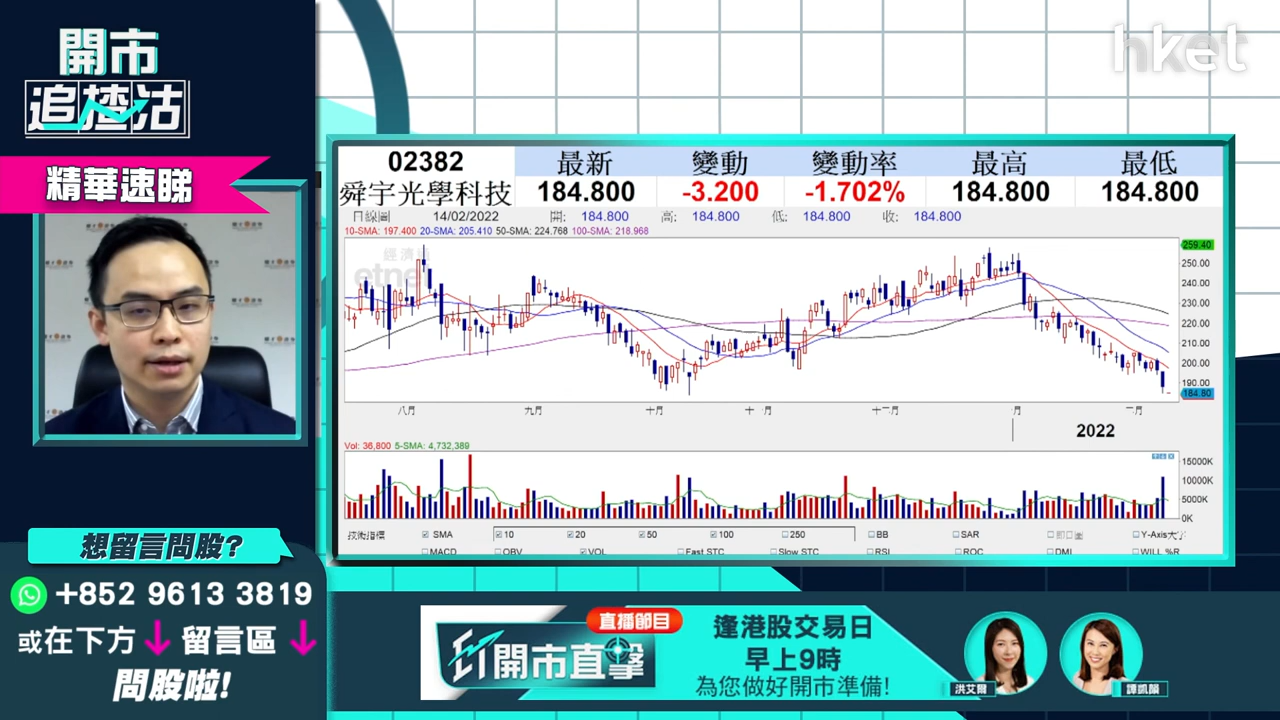 hket
開市
追揸沽
精華速睇
02382
舜宇光學科技
最新 變動 變動率 最高 最低
184.800 -3.200 -1.702% 184.800 184.800
日線圖 14/02/2022 開: 184.800 高: 184.800 低: 184.800 收: 184.800
10-SMA: 197.400 20-SMA: 205.410 50-SMA: 224.768 100-SMA: 218.968
259.40
250.00
240.00
230.00
220.00
210.00
200.00
190.00
184.80
八月 九月 十月 十一月 十二月 一月 二月
2022
Vol: 36,800 5-SMA: 4,732,389
15000K
10000K
5000K
0K
技術指標 SMA 10 20 50 100 250 BB SAR 即日圖 Y-Axis大字
MACD OBV VOL Fast STC Slow STC RSI ROC DMI WILL %R
想留言問股?
+852 9613 3819
或在下方 留言區
問股啦!
直播節目
開市直擊
逢港股交易日
早上9時
為您做好開市準備!
洪艾爾
譚凱頤